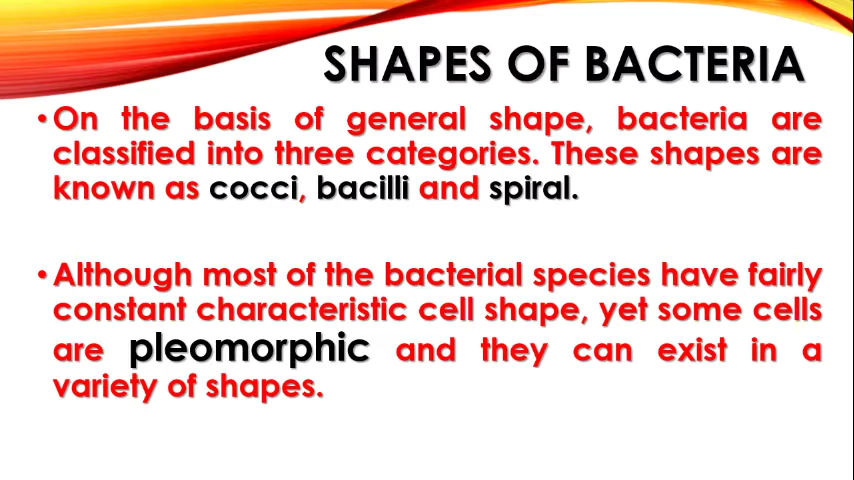 SHAPES OF BACTERIA
• On the basis of general shape, bacteria are
classified into three categories. These shapes are
known as cocci, bacilli and spiral.
• Although most of the bacterial species have fairly
constant characteristic cell shape, yet some cells
are pleomorphic and they can exist in a
variety of shapes.